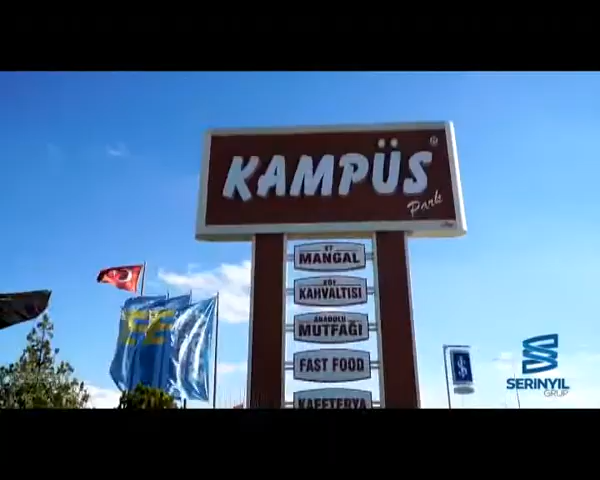 KAMPÜS
Park
ET
MANGAL
KÖY
KAHVALTISI
ANADOLU
MUTFAĞI
FAST FOOD
KAFETERYA
SERINYIL
GRUP